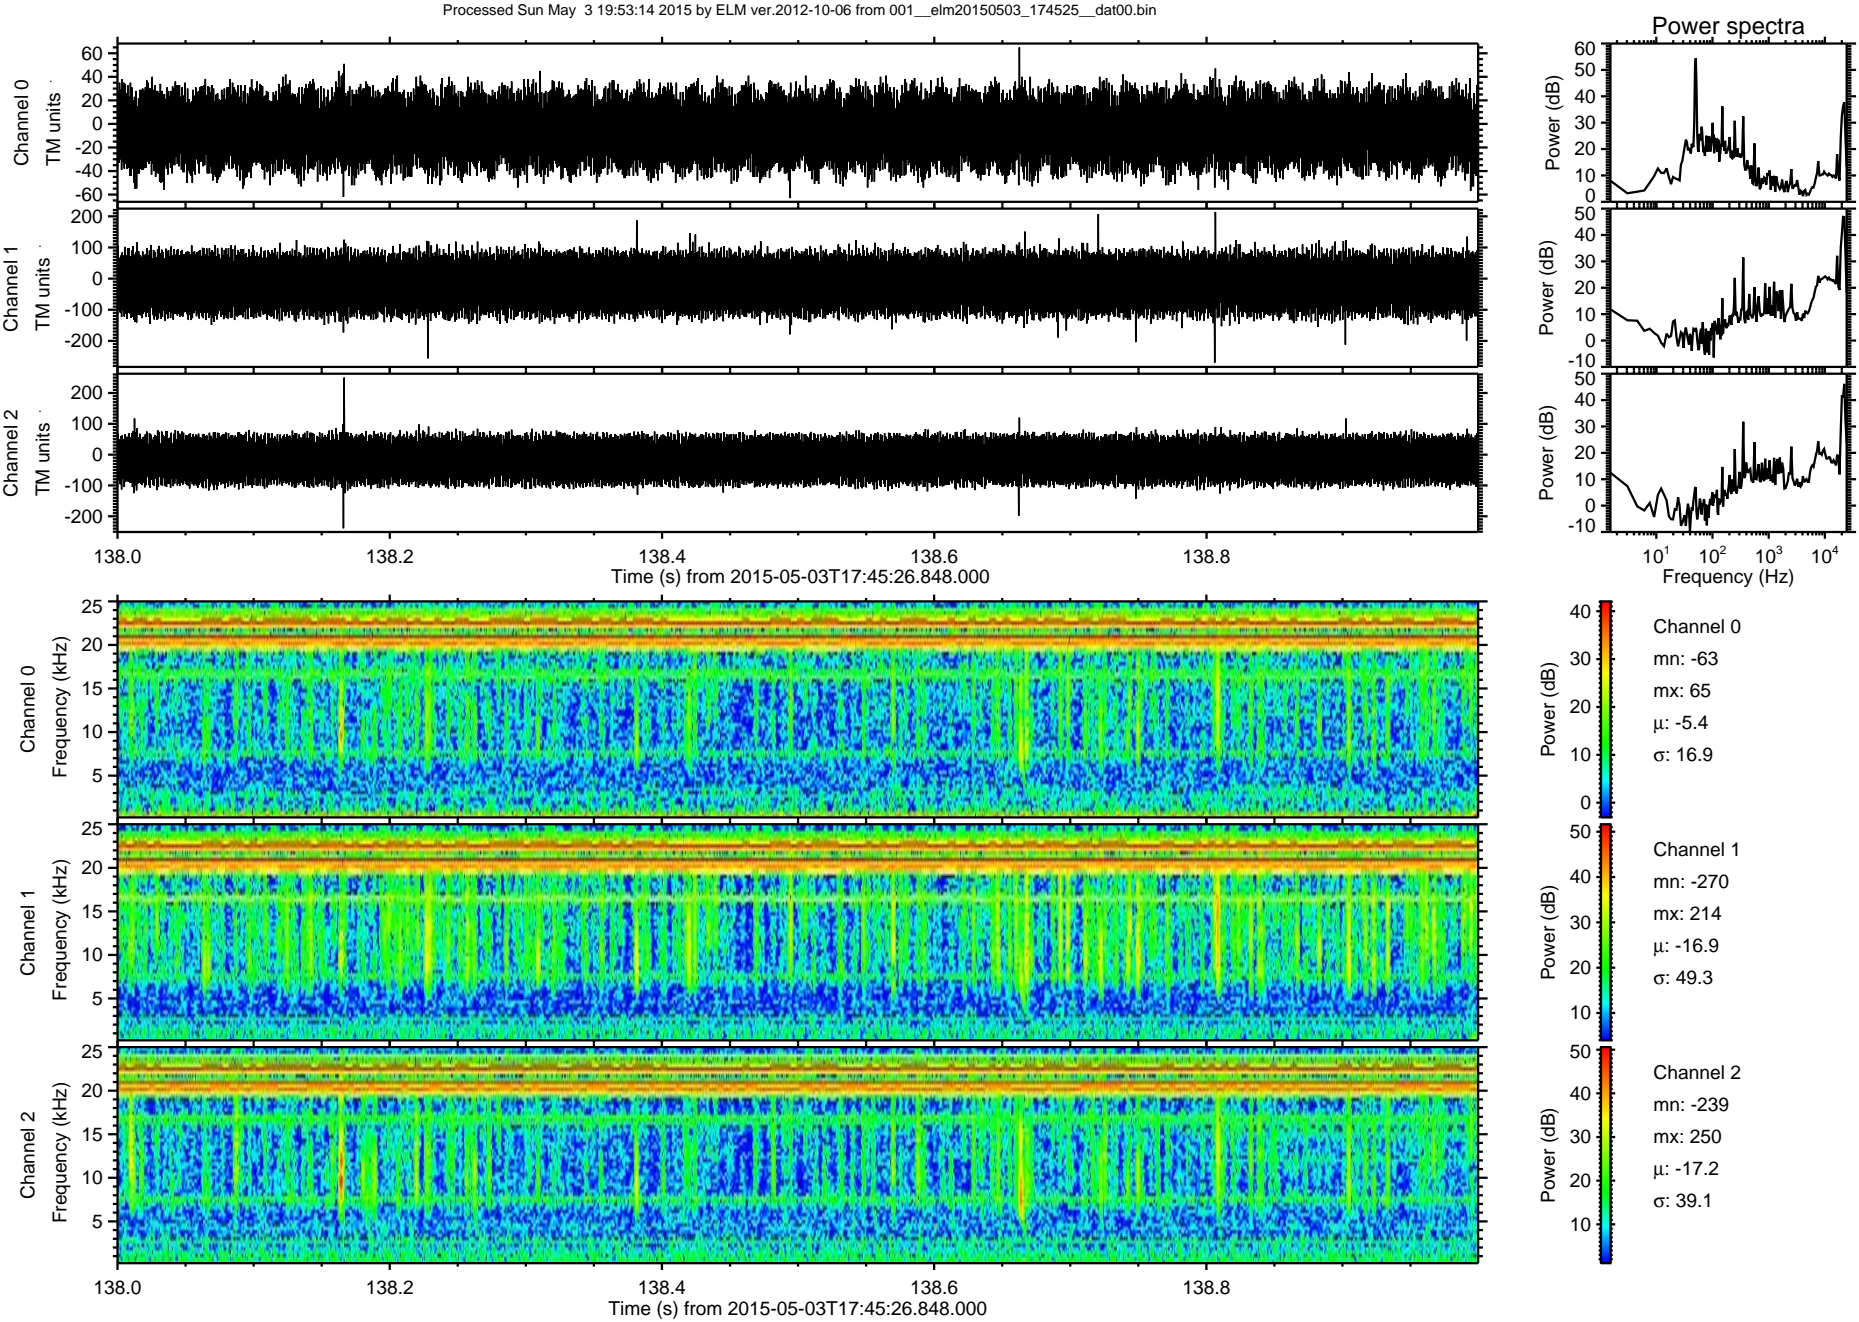 Processed Sun May  3 19:53:14 2015 by ELM ver.2012-10-06 from 001__elm20150503_174525__dat00.bin
Power spectra
Channel 0
TM units
60
40
20
0
-20
-40
-60
Power (dB)
60
50
40
30
20
10
0
Channel 1
TM units
200
100
0
-100
-200
Power (dB)
50
40
30
20
10
0
-10
Channel 2
TM units
200
100
0
-100
-200
Power (dB)
50
40
30
20
10
0
-10
138.0 138.2 138.4 138.6 138.8
Time (s) from 2015-05-03T17:45:26.848.000
10¹ 10² 10³ 10⁴
Frequency (Hz)
Channel 0
Frequency (kHz)
25
20
15
10
5
Power (dB)
40
30
20
10
0
Channel 0
mn: -63
mx: 65
μ: -5.4
σ: 16.9
Channel 1
Frequency (kHz)
25
20
15
10
5
Power (dB)
50
40
30
20
10
Channel 1
mn: -270
mx: 214
μ: -16.9
σ: 49.3
Channel 2
Frequency (kHz)
25
20
15
10
5
Power (dB)
50
40
30
20
10
Channel 2
mn: -239
mx: 250
μ: -17.2
σ: 39.1
138.0 138.2 138.4 138.6 138.8
Time (s) from 2015-05-03T17:45:26.848.000